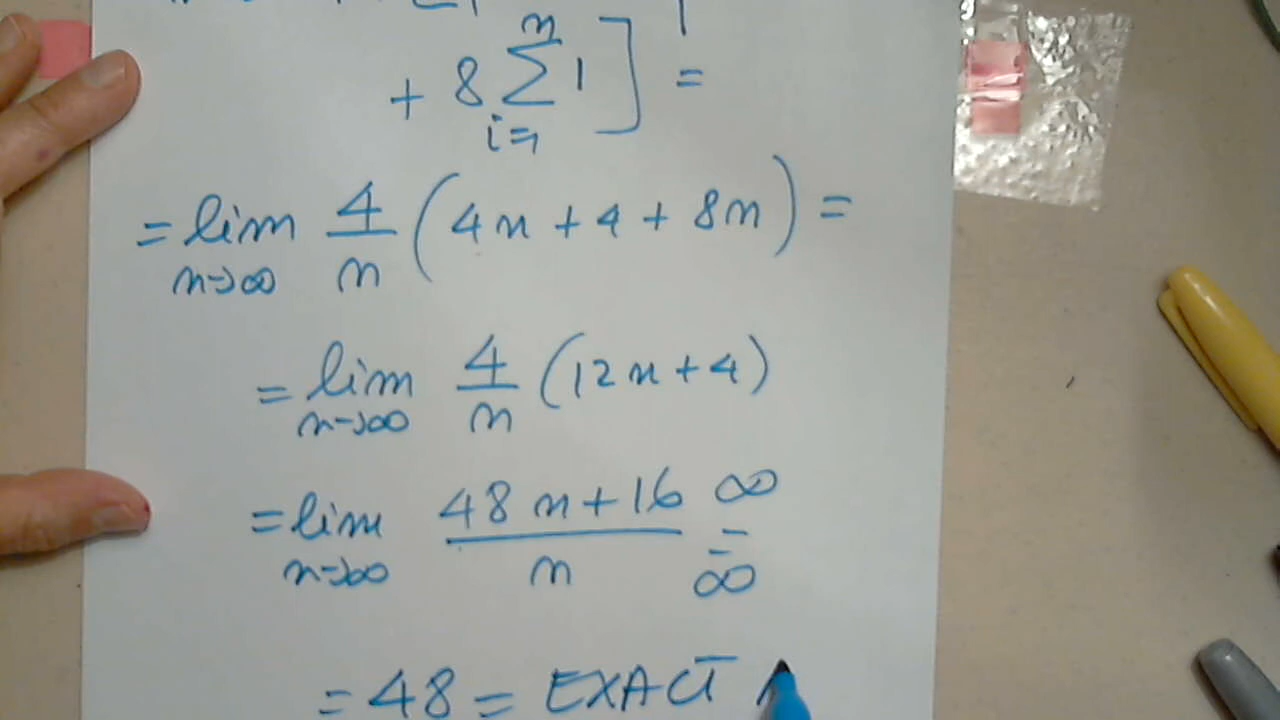 n
+ 8 ∑ 1 ] =
i=1
= lim 4/n (4n + 4 + 8n) =
n→∞
= lim 4/n (12n + 4)
n→∞
= lim (48n + 16)/n ∞/∞
n→∞
= 48 = EXACT